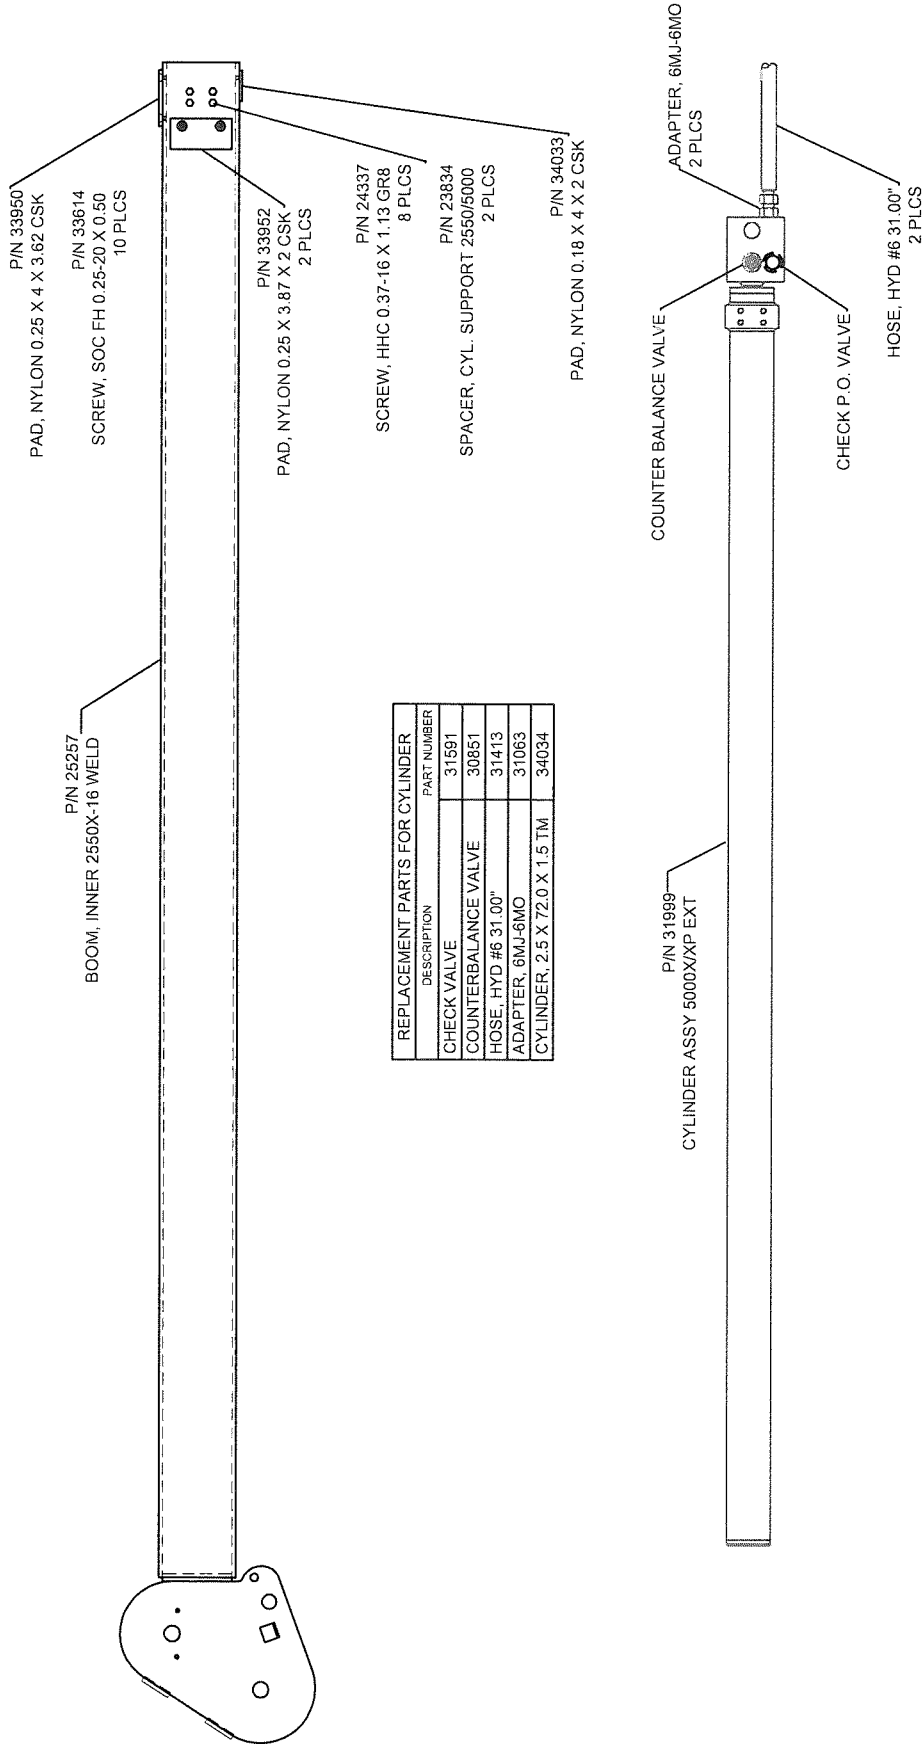 P/N 33950
PAD, NYLON 0.25 X 4 X 3.62 CSK
P/N 33614
SCREW, SOC FH 0.25-20 X 0.50
10 PLCS
P/N 33952
PAD, NYLON 0.25 X 3.87 X 2 CSK
2 PLCS
P/N 24337
SCREW, HHC 0.37-16 X 1.13 GR8
8 PLCS
P/N 23834
SPACER, CYL. SUPPORT 2550/5000
2 PLCS
P/N 34033
PAD, NYLON 0.18 X 4 X 2 CSK
P/N 25257
BOOM, INNER 2550X-16 WELD
REPLACEMENT PARTS FOR CYLINDER
DESCRIPTION PART NUMBER
CHECK VALVE 31591
COUNTERBALANCE VALVE 30851
HOSE, HYD #6 31.00" 31413
ADAPTER, 6MJ-6MO 31063
CYLINDER, 2.5 X 72.0 X 1.5 TM 34034
ADAPTER, 6MJ-6MO
2 PLCS
COUNTER BALANCE VALVE
CHECK P.O. VALVE
HOSE, HYD #6 31.00"
2 PLCS
P/N 31999
CYLINDER ASSY 5000X/XP EXT